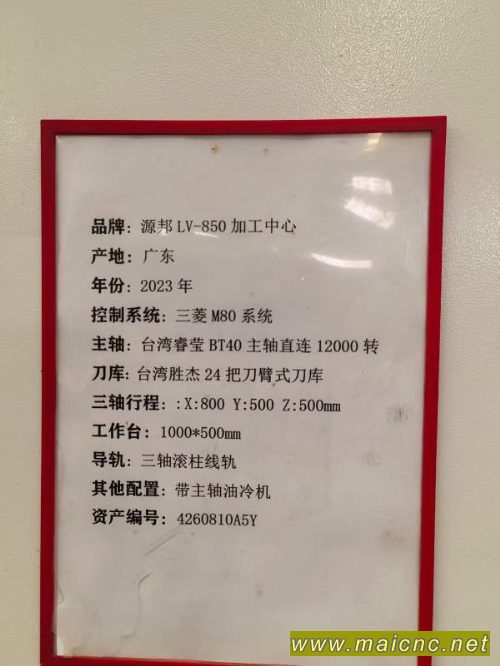 品牌：源邦 LV-850 加工中心
产地：广东
年份：2023 年
控制系统：三菱 M80 系统
主轴：台湾睿莹 BT40 主轴直连 12000 转
刀库：台湾胜杰 24 把刀臂式刀库
三轴行程：:X:800 Y:500 Z:500mm
工作台：1000*500mm
导轨：三轴滚柱线轨
其他配置：带主轴油冷机
资产编号：4260810A5Y
www.maicnc.net